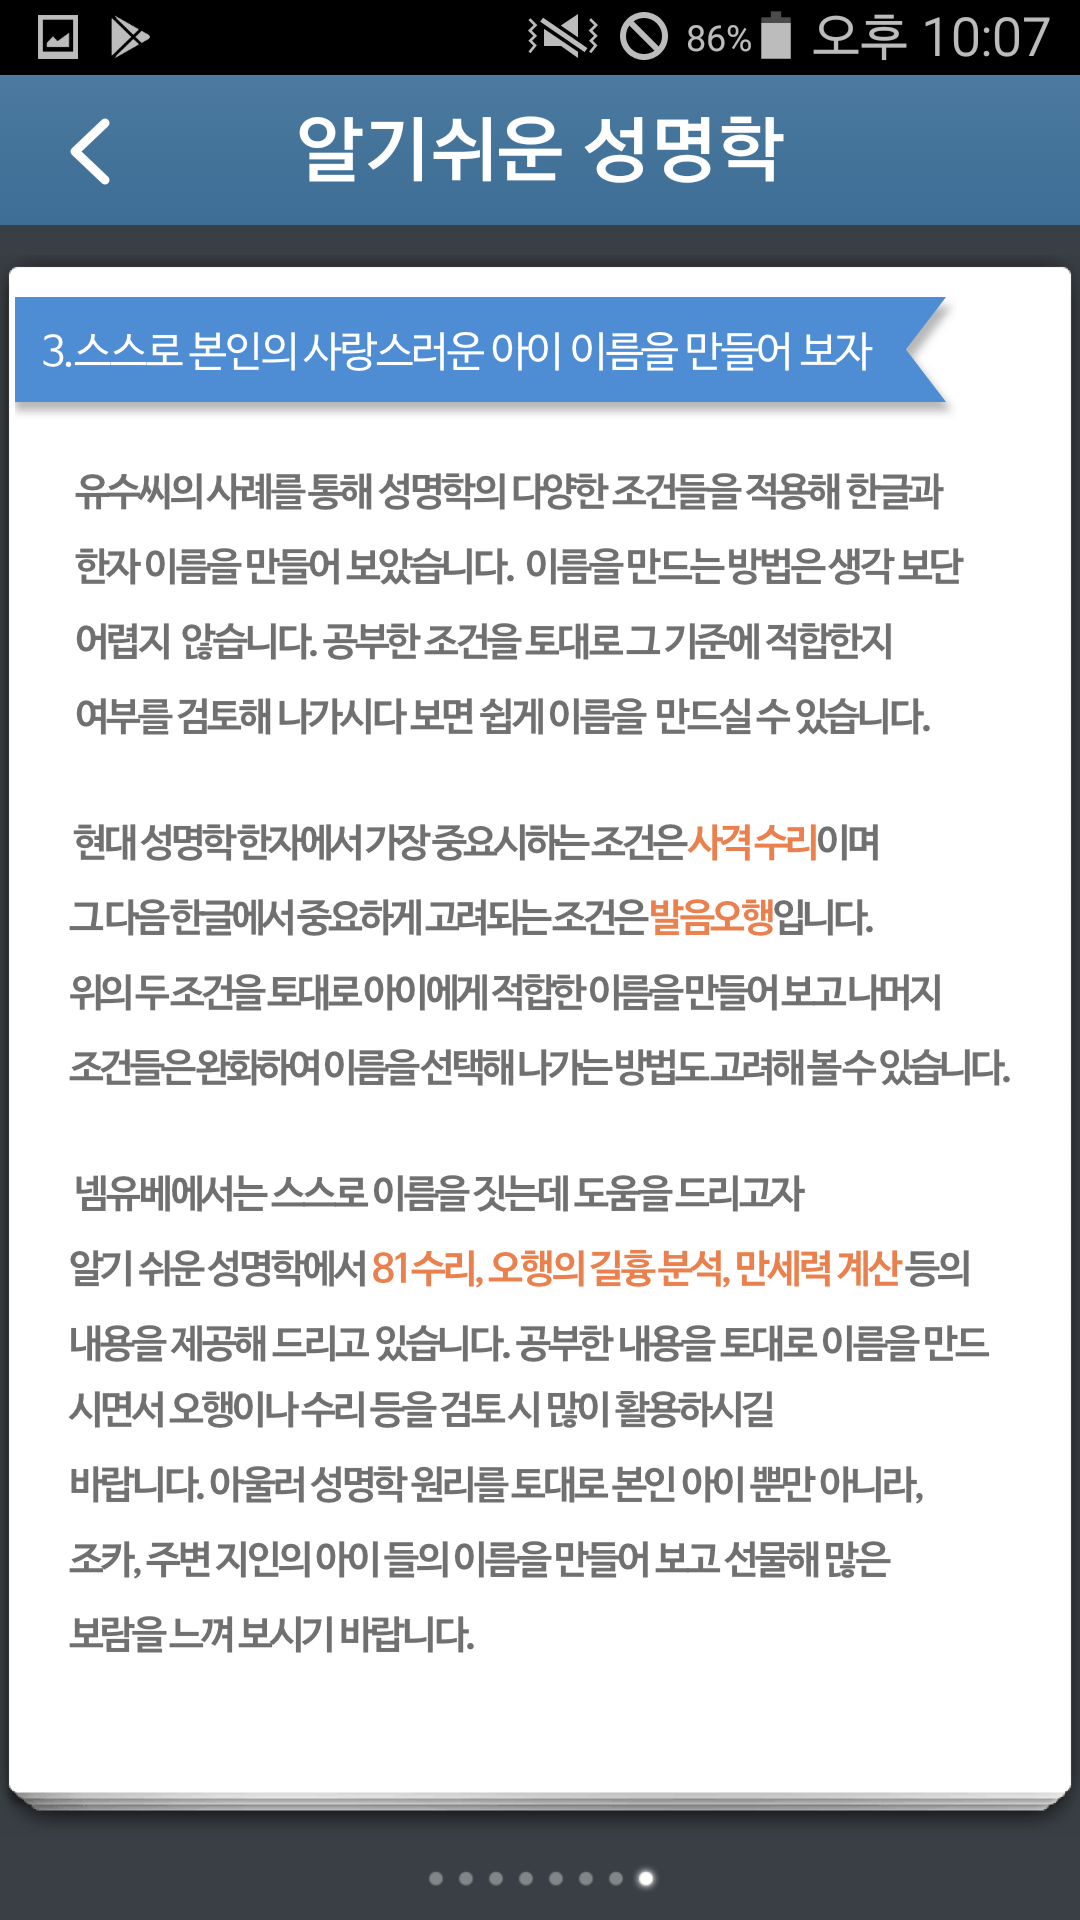 86% 오후 10:07
알기쉬운 성명학
3.스스로 본인의 사랑스러운 아이 이름을 만들어 보자
유수씨의 사례를 통해 성명학의 다양한 조건들을 적용해 한글과
한자 이름을 만들어 보았습니다. 이름을 만드는 방법은 생각 보단
어렵지 않습니다. 공부한 조건을 토대로 그 기준에 적합한지
여부를 검토해 나가시다 보면 쉽게 이름을 만드실 수 있습니다.
현대 성명학 한자에서 가장 중요시하는 조건은 사격 수리이며
그 다음 한글에서 중요하게 고려되는 조건은 발음오행입니다.
위의 두 조건을 토대로 아이에게 적합한 이름을 만들어 보고 나머지
조건들은 완화하여 이름을 선택해 나가는 방법도 고려해 볼 수 있습니다.
넴유베에서는 스스로 이름을 짓는데 도움을 드리고자
알기 쉬운 성명학에서 81수리, 오행의 길흉 분석, 만세력 계산 등의
내용을 제공해 드리고 있습니다. 공부한 내용을 토대로 이름을 만드
시면서 오행이나 수리 등을 검토 시 많이 활용하시길
바랍니다. 아울러 성명학 원리를 토대로 본인 아이 뿐만 아니라,
조카, 주변 지인의 아이 들의 이름을 만들어 보고 선물해 많은
보람을 느껴 보시기 바랍니다.